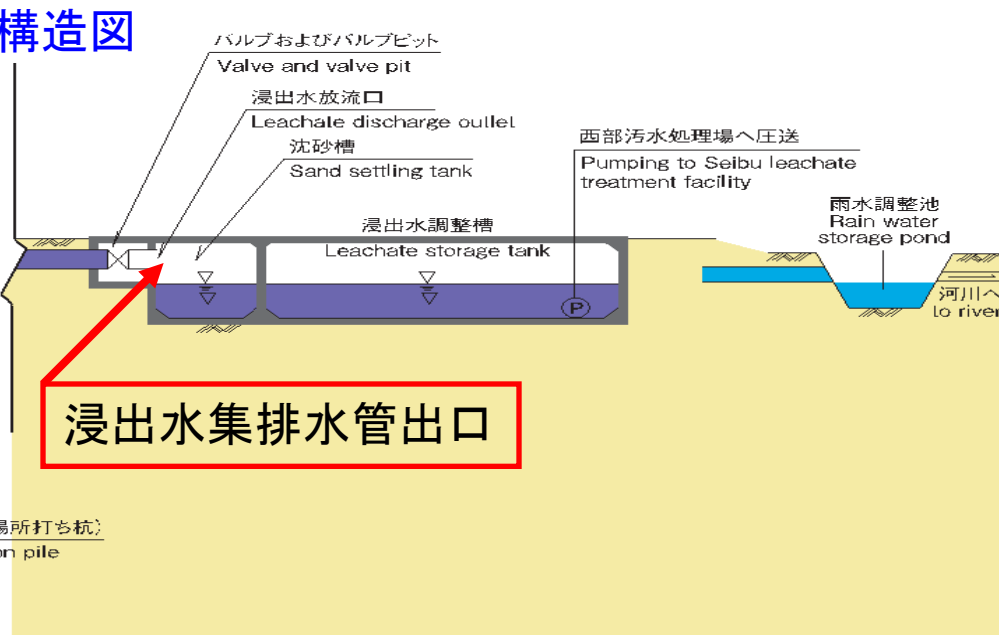 構造図
バルブおよびバルブピット
Valve and valve pit
浸出水放流口
Leachate discharge outlet
沈砂槽
Sand settling tank
西部汚水処理場へ圧送
Pumping to Seibu leachate
treatment facility
浸出水調整槽
Leachate storage tank
雨水調整池
Rain water
storage pond
P
河川へ
to river
浸出水集排水管出口
場所打ち杭)
on pile